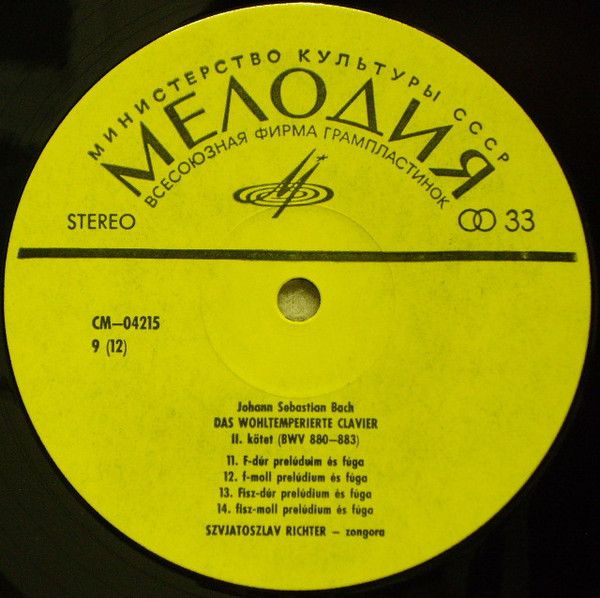 МИНИСТЕРСТВО КУЛЬТУРЫ СССР
МЕЛОДИЯ
ВСЕСОЮЗНАЯ ФИРМА ГРАМПЛАСТИНОК
STEREO
33
СМ—04215
9 (12)
Johann Sebastian Bach
DAS WOHLTEMPERIERTE CLAVIER
II. kötet (BWV 880—883)
11. F-dúr prelúduim és fúga
12. f-moll prelúdium és fúga
13. Fisz-dúr prelúdium és fúga
14. fisz-moll prelúdium és fúga
SZVJATOSZLAV RICHTER — zongora